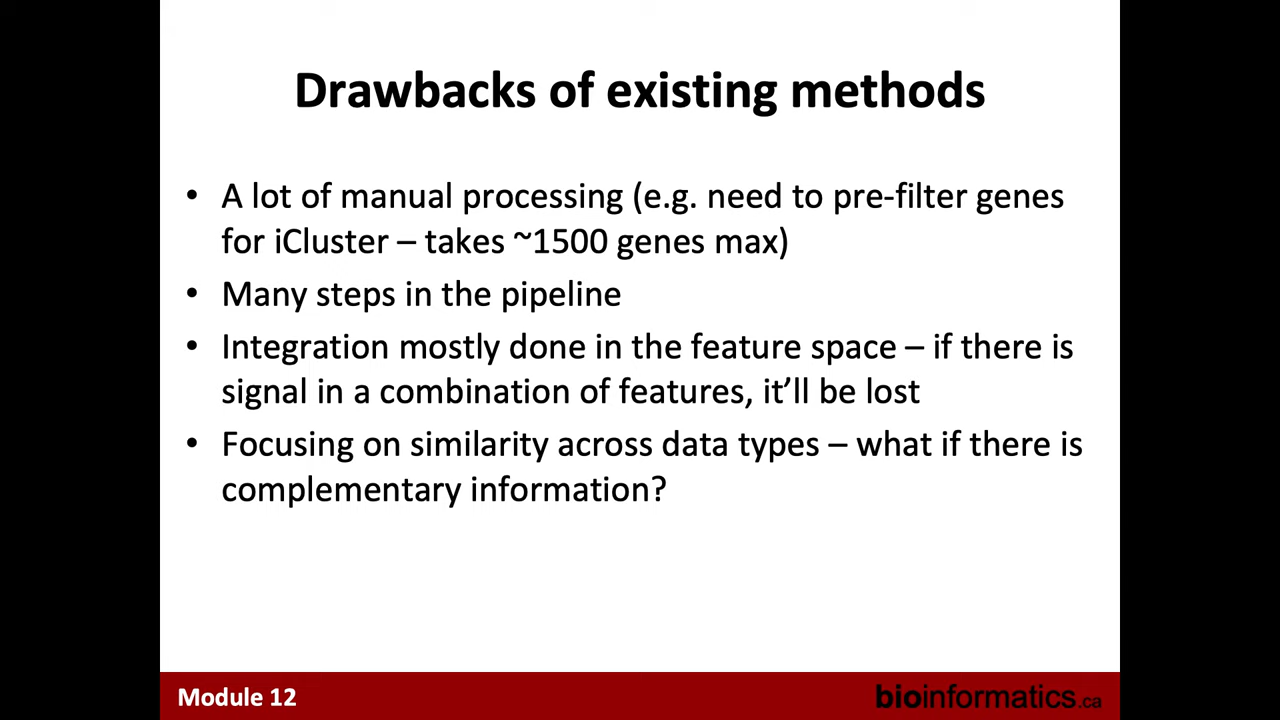 Drawbacks of existing methods
• A lot of manual processing (e.g. need to pre-filter genes
for iCluster – takes ~1500 genes max)
• Many steps in the pipeline
• Integration mostly done in the feature space – if there is
signal in a combination of features, it’ll be lost
• Focusing on similarity across data types – what if there is
complementary information?
Module 12
bioinformatics.ca